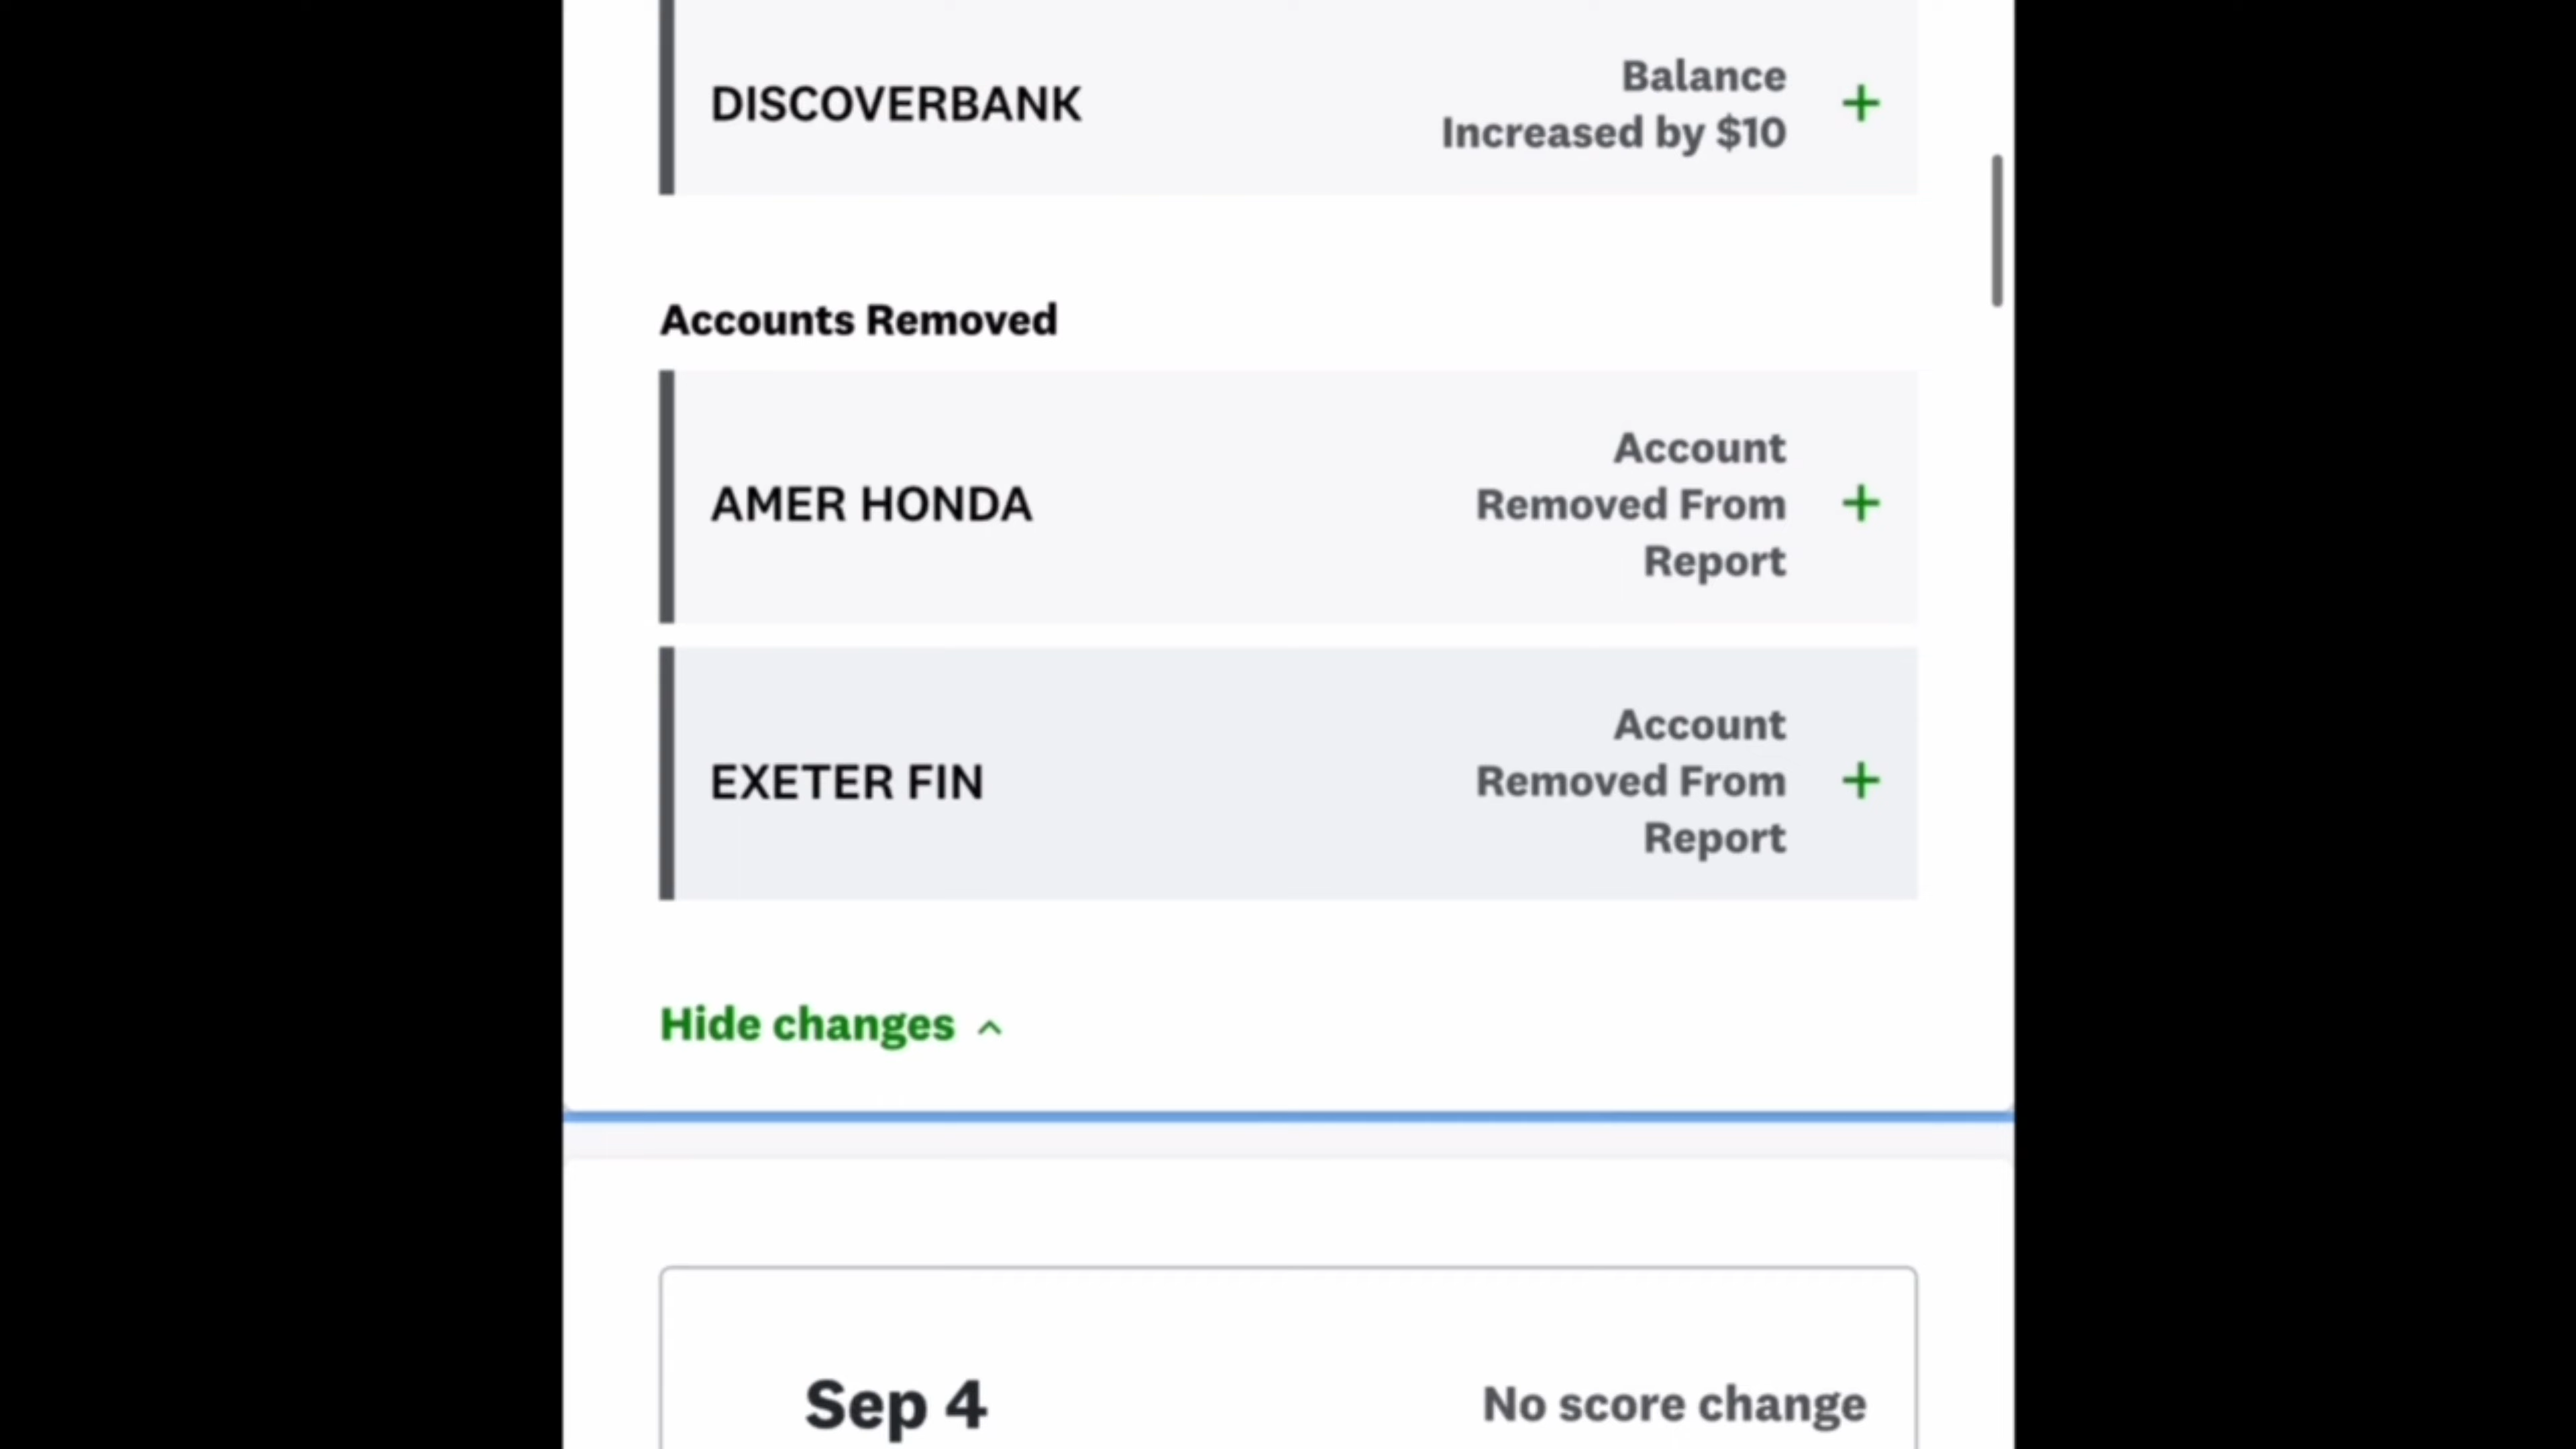 DISCOVERBANK
Balance
Increased by $10
Accounts Removed
AMER HONDA
Account
Removed From
Report
EXETER FIN
Account
Removed From
Report
Hide changes
Sep 4
No score change